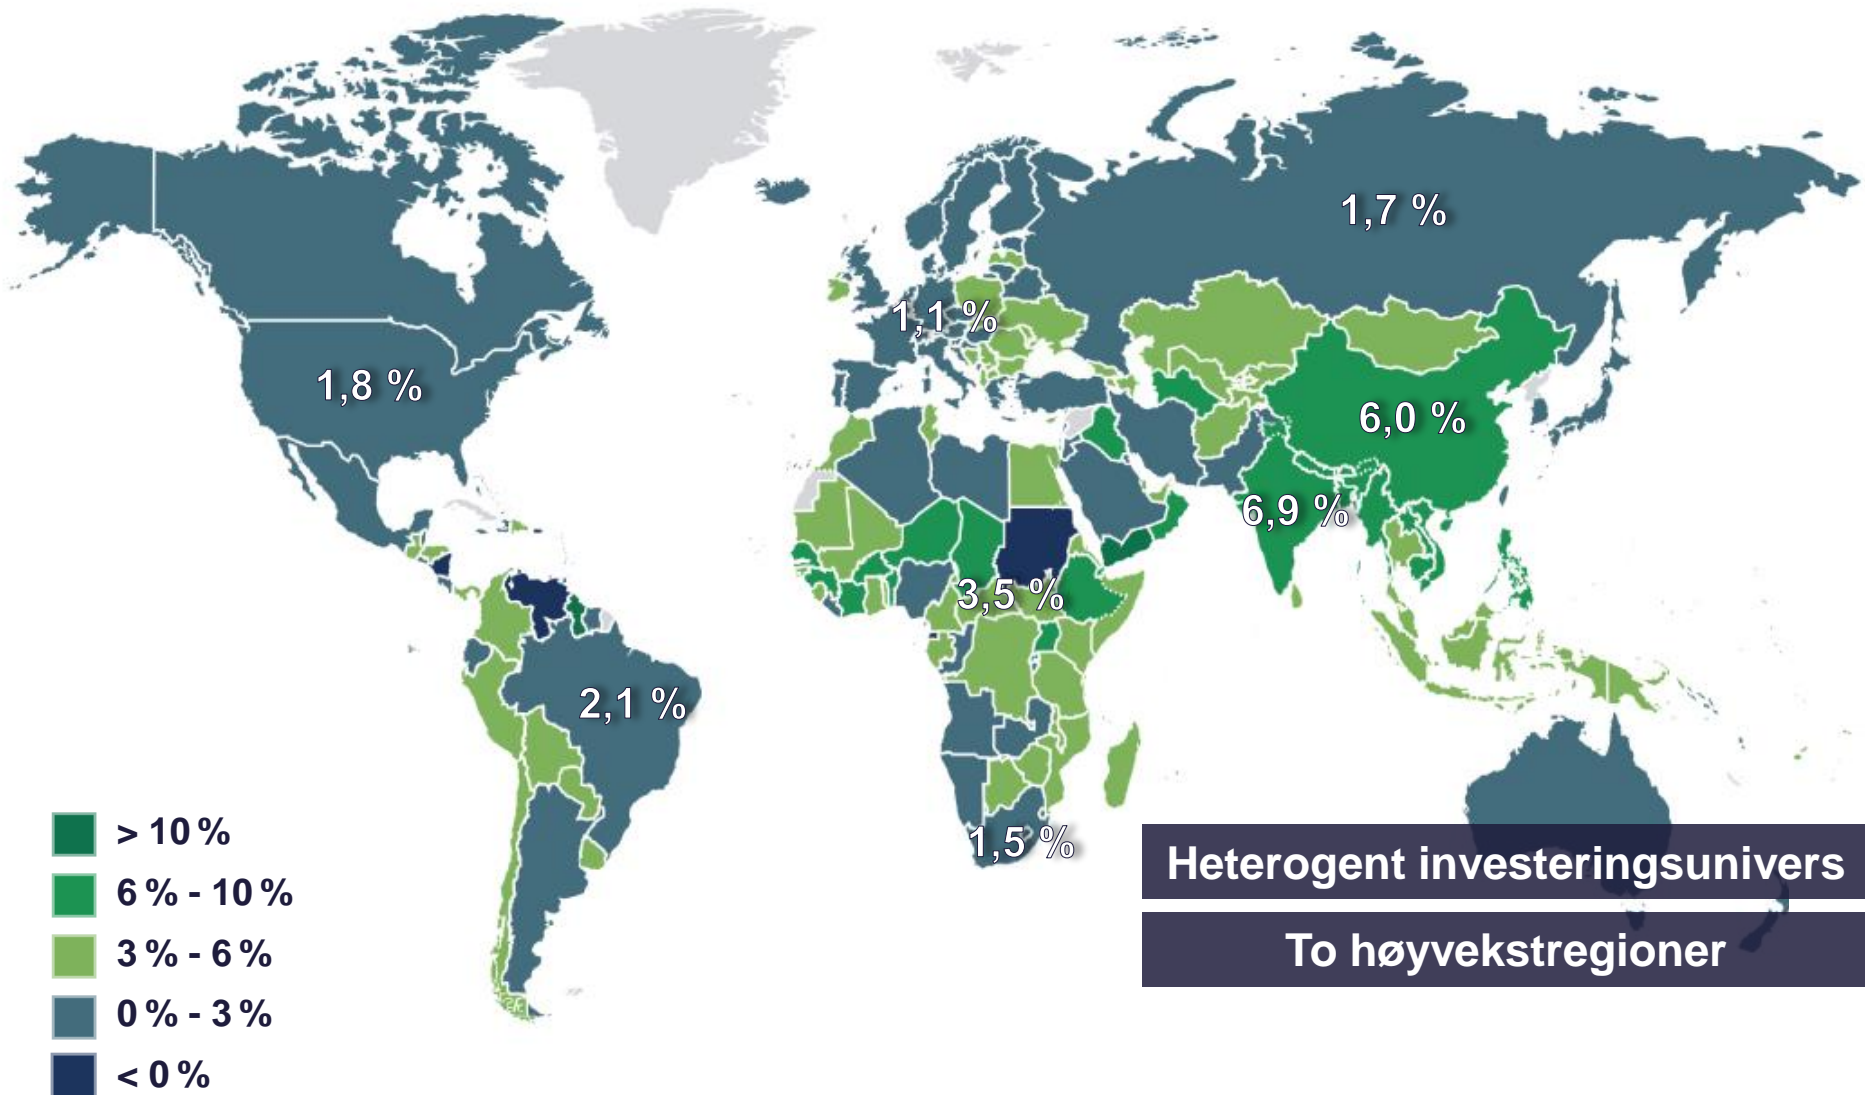 1,7 %
1,1 %
1,8 %
6,0 %
6,9 %
3,5 %
2,1 %
1,5 %
> 10 %
6 % - 10 %
3 % - 6 %
0 % - 3 %
< 0 %
Heterogent investeringsunivers
To høyvekstregioner